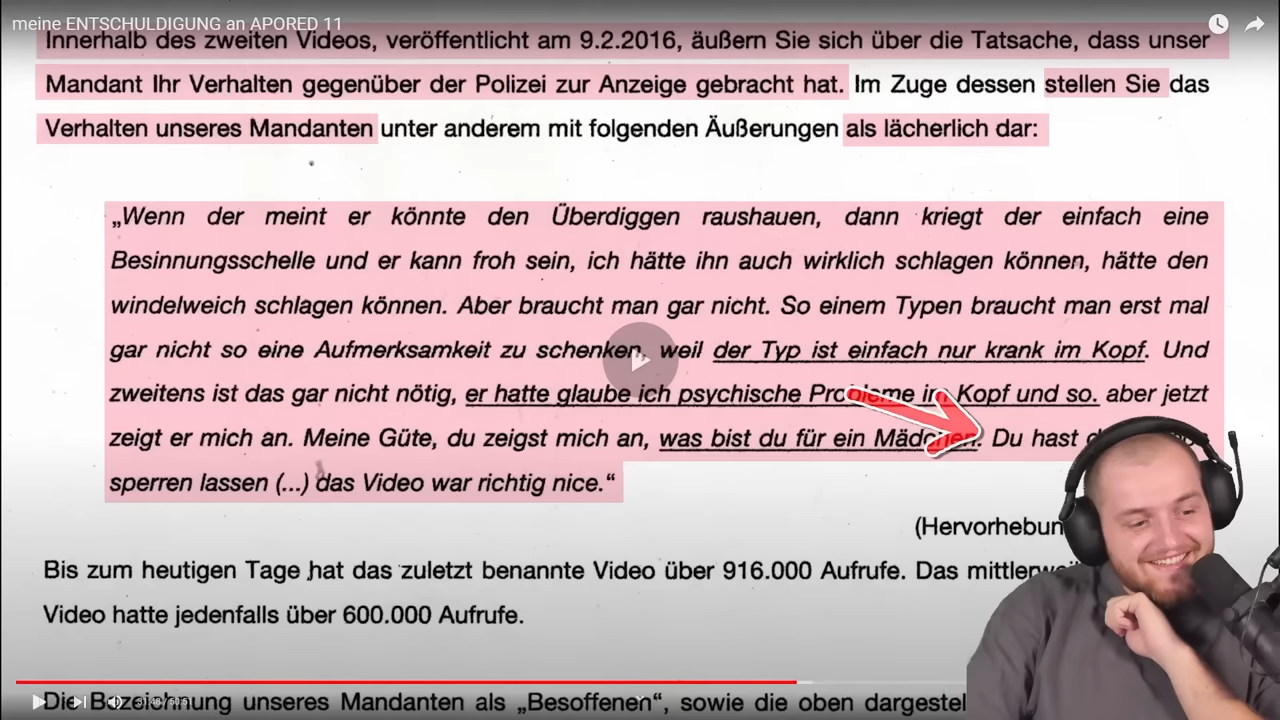 meine ENTSCHULDIGUNG an APORED 11
Innerhalb des zweiten Videos, veröffentlicht am 9.2.2016, äußern Sie sich über die Tatsache, dass unser
Mandant Ihr Verhalten gegenüber der Polizei zur Anzeige gebracht hat. Im Zuge dessen stellen Sie das
Verhalten unseres Mandanten unter anderem mit folgenden Äußerungen als lächerlich dar:
„Wenn der meint er könnte den Überdiggen raushauen, dann kriegt der einfach eine
Besinnungsschelle und er kann froh sein, ich hätte ihn auch wirklich schlagen können, hätte den
windelweich schlagen können. Aber braucht man gar nicht. So einem Typen braucht man erst mal
gar nicht so eine Aufmerksamkeit zu schenken, weil der Typ ist einfach nur krank im Kopf. Und
zweitens ist das gar nicht nötig, er hatte glaube ich psychische Probleme im Kopf und so. aber jetzt
zeigt er mich an. Meine Güte, du zeigst mich an, was bist du für ein Mädchen. Du hast
sperren lassen (...) das Video war richtig nice.“
(Hervorhebun
Bis zum heutigen Tage hat das zuletzt benannte Video über 916.000 Aufrufe. Das mittlerwei
Video hatte jedenfalls über 600.000 Aufrufe.
Die Bezeichnung unseres Mandanten als „Besoffenen“, sowie die oben dargestel